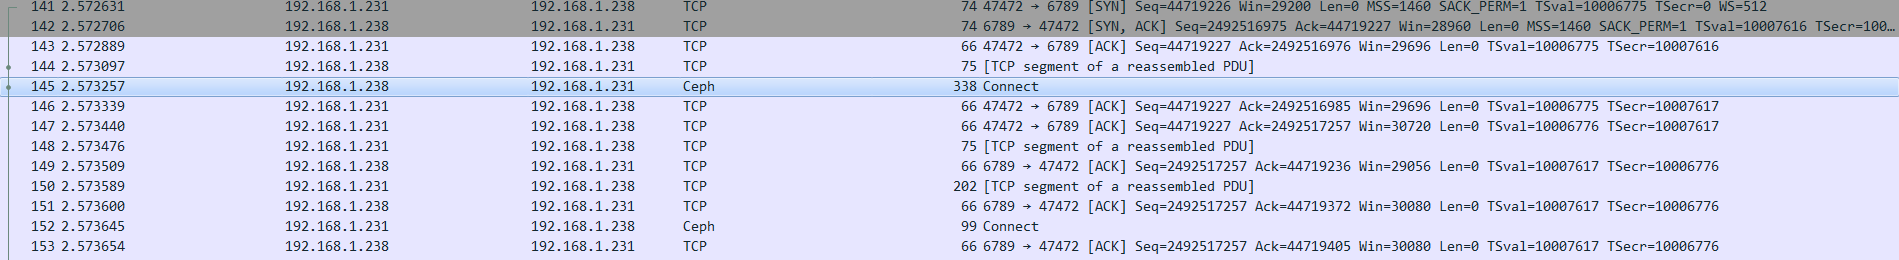 141 2.572631 192.168.1.231 192.168.1.238 TCP 74 47472 → 6789 [SYN] Seq=44719226 Win=29200 Len=0 MSS=1460 SACK_PERM=1 TSval=10006775 TSecr=0 WS=512
142 2.572706 192.168.1.238 192.168.1.231 TCP 74 6789 → 47472 [SYN, ACK] Seq=2492516975 Ack=44719227 Win=28960 Len=0 MSS=1460 SACK_PERM=1 TSval=10007616 TSecr=100…
143 2.572889 192.168.1.231 192.168.1.238 TCP 66 47472 → 6789 [ACK] Seq=44719227 Ack=2492516976 Win=29696 Len=0 TSval=10006775 TSecr=10007616
144 2.573097 192.168.1.238 192.168.1.231 TCP 75 [TCP segment of a reassembled PDU]
145 2.573257 192.168.1.238 192.168.1.231 Ceph 338 Connect
146 2.573339 192.168.1.231 192.168.1.238 TCP 66 47472 → 6789 [ACK] Seq=44719227 Ack=2492516985 Win=29696 Len=0 TSval=10006775 TSecr=10007617
147 2.573440 192.168.1.231 192.168.1.238 TCP 66 47472 → 6789 [ACK] Seq=44719227 Ack=2492517257 Win=30720 Len=0 TSval=10006776 TSecr=10007617
148 2.573476 192.168.1.231 192.168.1.238 TCP 75 [TCP segment of a reassembled PDU]
149 2.573509 192.168.1.238 192.168.1.231 TCP 66 6789 → 47472 [ACK] Seq=2492517257 Ack=44719236 Win=29056 Len=0 TSval=10007617 TSecr=10006776
150 2.573589 192.168.1.231 192.168.1.238 TCP 202 [TCP segment of a reassembled PDU]
151 2.573600 192.168.1.238 192.168.1.231 TCP 66 6789 → 47472 [ACK] Seq=2492517257 Ack=44719372 Win=30080 Len=0 TSval=10007617 TSecr=10006776
152 2.573645 192.168.1.231 192.168.1.238 Ceph 99 Connect
153 2.573654 192.168.1.238 192.168.1.231 TCP 66 6789 → 47472 [ACK] Seq=2492517257 Ack=44719405 Win=30080 Len=0 TSval=10007617 TSecr=10006776